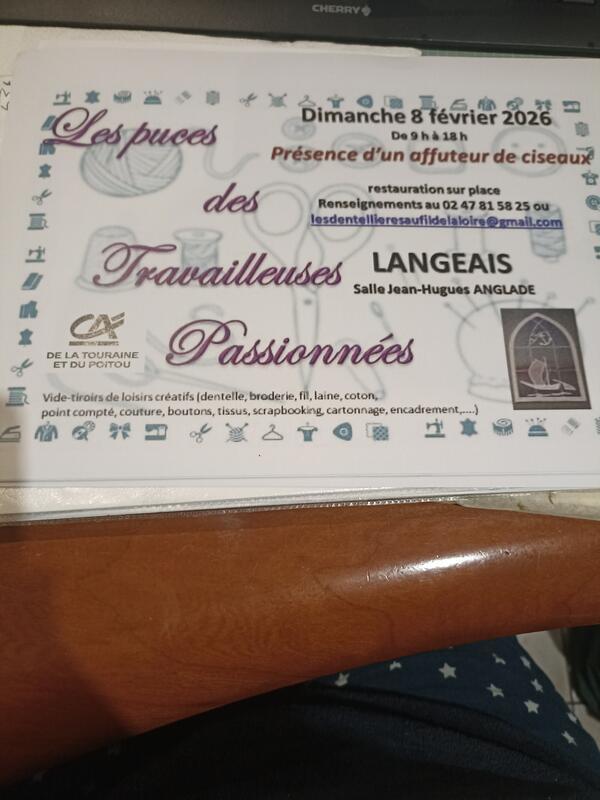 CHERRY
Les puces
des
Travailleuses
Passionnées
Dimanche 8 février 2026
De 9 h à 18 h
Présence d'un affuteur de ciseaux
restauration sur place
Renseignements au 02 47 81 58 25 ou
lesdentellieresaufildelaloire@gmail.com
LANGEAIS
Salle Jean-Hugues ANGLADE
CA
DE LA TOURAINE
ET DU POITOU
Vide-tiroirs de loisirs créatifs (dentelle, broderie, fil, laine, coton,
point compté, couture, boutons, tissus, scrapbooking, cartonnage, encadrement,....)